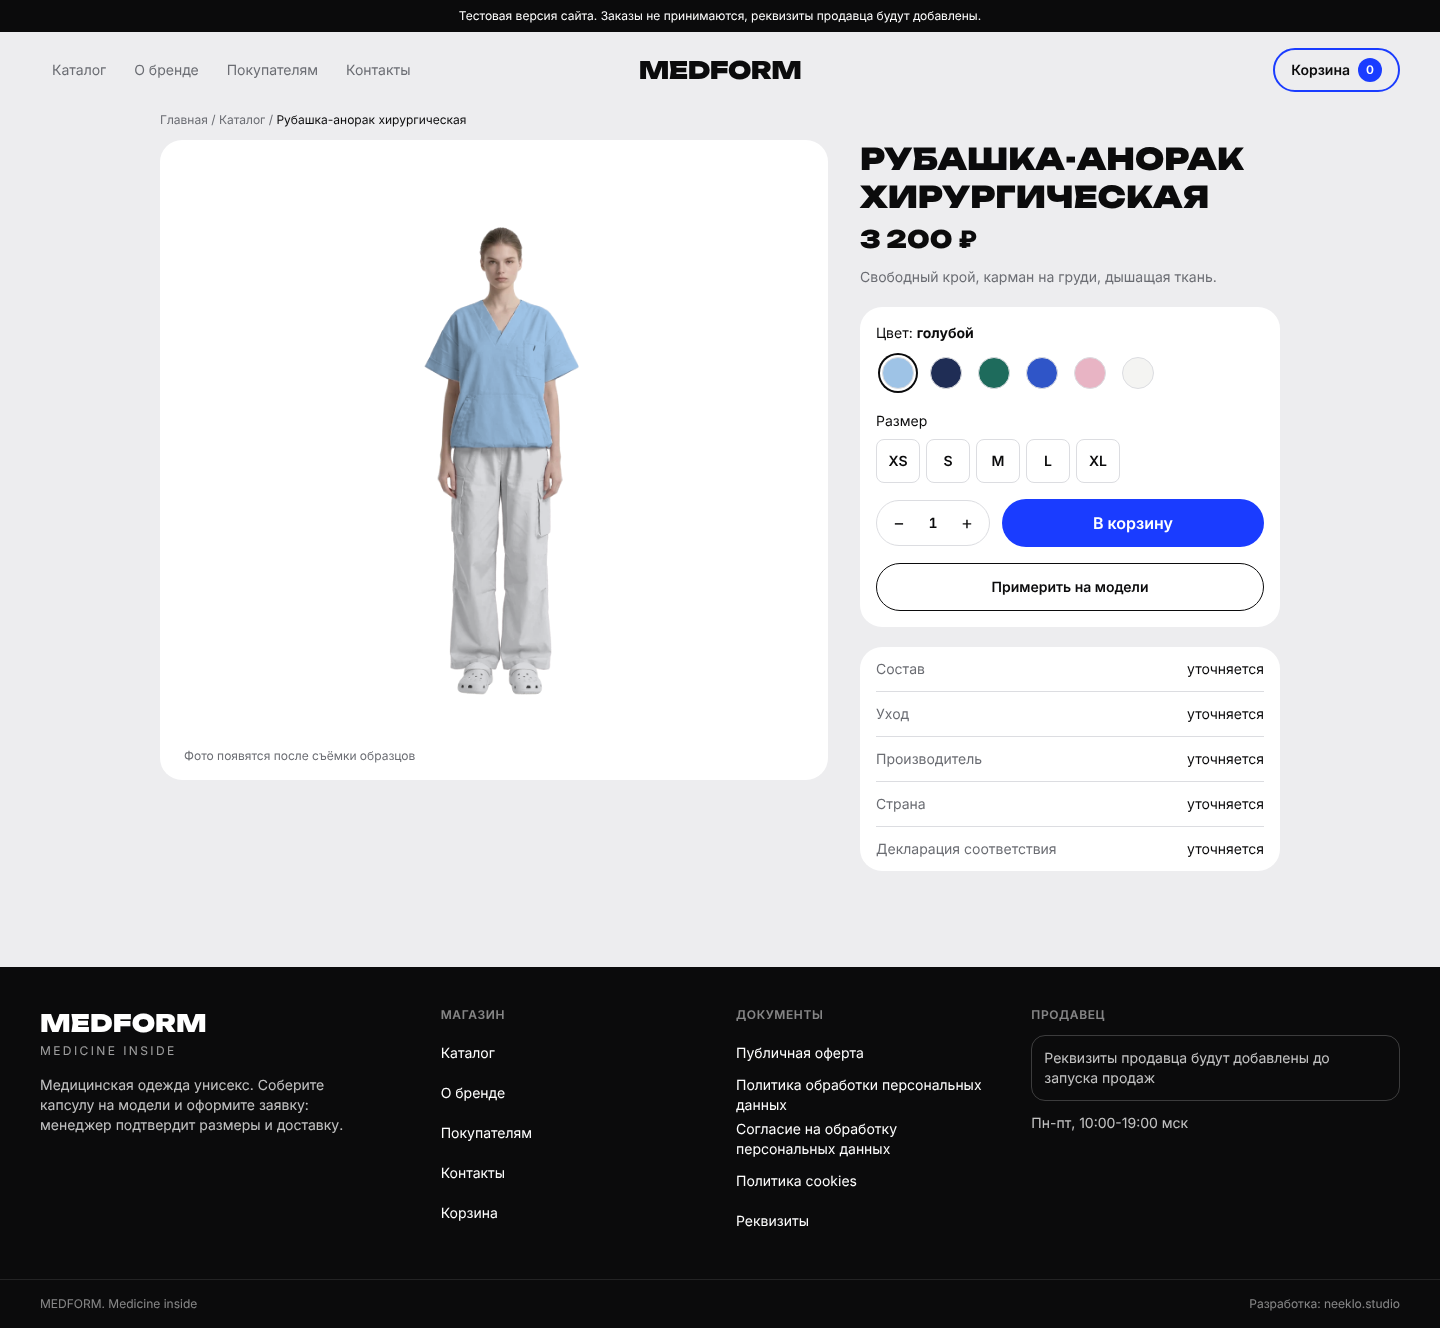 Тестовая версия сайта. Заказы не принимаются, реквизиты продавца будут добавлены.
Каталог О бренде Покупателям Контакты MEDFORM Корзина 0
Главная / Каталог / Рубашка-анорак хирургическая
РУБАШКА-АНОРАК
ХИРУРГИЧЕСКАЯ
3 200 ₽
Свободный крой, карман на груди, дышащая ткань.
Цвет: голубой
Размер
XS S M L XL
− 1 + В корзину
Примерить на модели
Фото появятся после съёмки образцов
Состав уточняется
Уход уточняется
Производитель уточняется
Страна уточняется
Декларация соответствия уточняется
MEDFORM
MEDICINE INSIDE
Медицинская одежда унисекс. Соберите
капсулу на модели и оформите заявку:
менеджер подтвердит размеры и доставку.
МАГАЗИН
Каталог
О бренде
Покупателям
Контакты
Корзина
ДОКУМЕНТЫ
Публичная оферта
Политика обработки персональных
данных
Согласие на обработку
персональных данных
Политика cookies
Реквизиты
ПРОДАВЕЦ
Реквизиты продавца будут добавлены до
запуска продаж
Пн-пт, 10:00-19:00 мск
MEDFORM. Medicine inside
Разработка: neeklo.studio